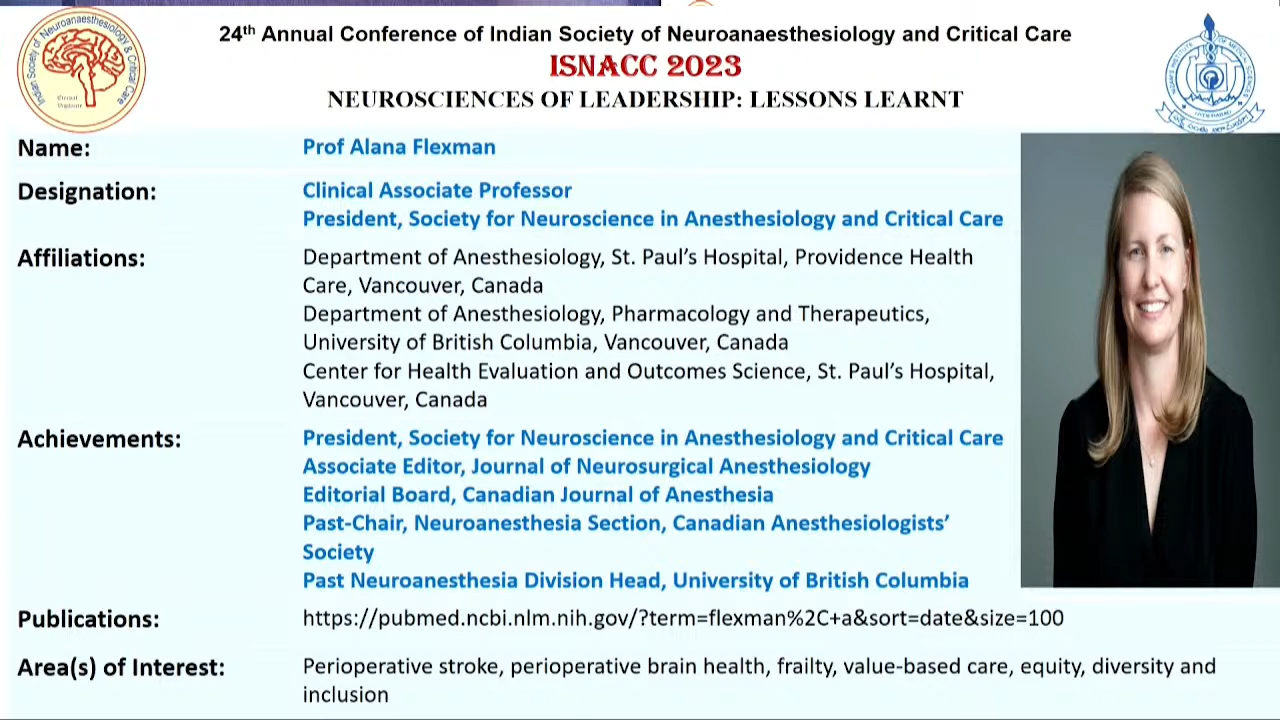 24th Annual Conference of Indian Society of Neuroanaesthesiology and Critical Care
ISNACC 2023
NEUROSCIENCES OF LEADERSHIP: LESSONS LEARNT
Indian Society of Neuroanaesthesiology & Critical Care
Name: Prof Alana Flexman
Designation: Clinical Associate Professor
President, Society for Neuroscience in Anesthesiology and Critical Care
Affiliations: Department of Anesthesiology, St. Paul’s Hospital, Providence Health
Care, Vancouver, Canada
Department of Anesthesiology, Pharmacology and Therapeutics,
University of British Columbia, Vancouver, Canada
Center for Health Evaluation and Outcomes Science, St. Paul’s Hospital,
Vancouver, Canada
Achievements: President, Society for Neuroscience in Anesthesiology and Critical Care
Associate Editor, Journal of Neurosurgical Anesthesiology
Editorial Board, Canadian Journal of Anesthesia
Past-Chair, Neuroanesthesia Section, Canadian Anesthesiologists’
Society
Past Neuroanesthesia Division Head, University of British Columbia
Publications: https://pubmed.ncbi.nlm.nih.gov/?term=flexman%2C+a&sort=date&size=100
Area(s) of Interest: Perioperative stroke, perioperative brain health, frailty, value-based care, equity, diversity and
inclusion